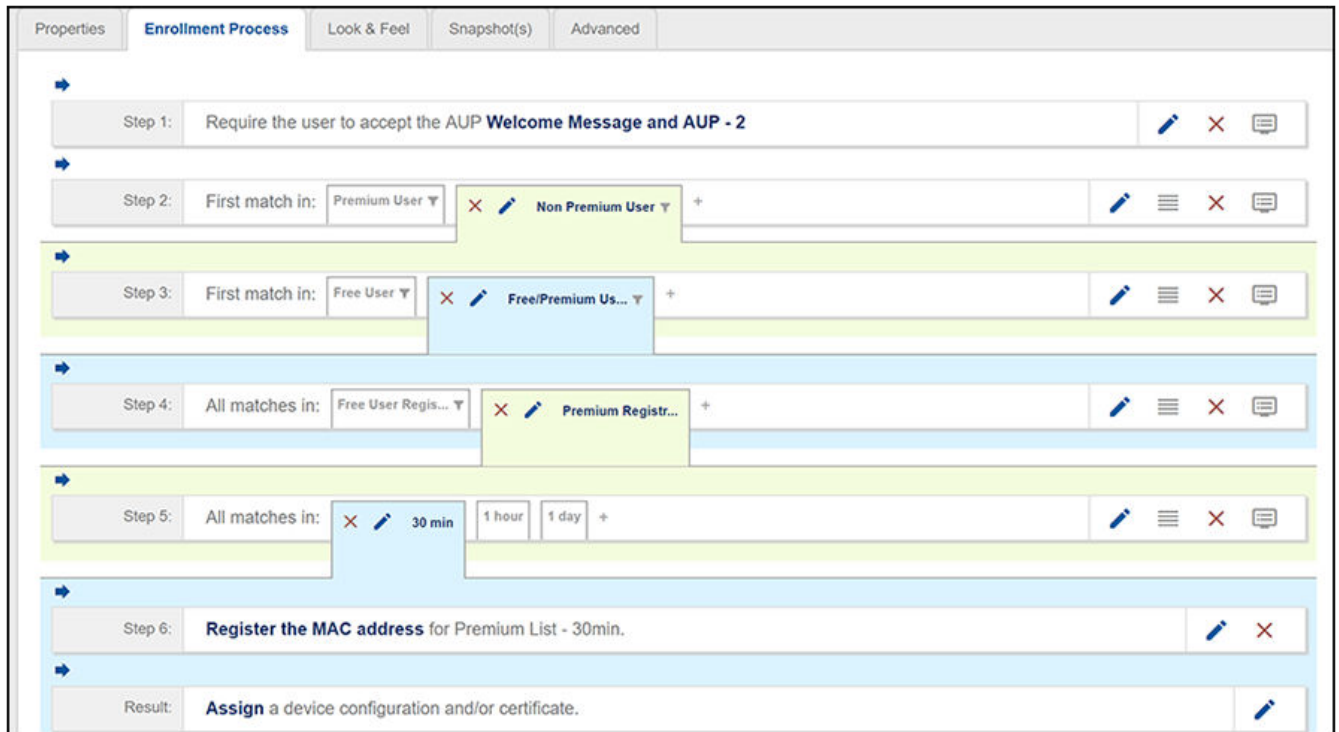 Properties Enrollment Process Look & Feel Snapshot(s) Advanced
Step 1: Require the user to accept the AUP Welcome Message and AUP - 2
Step 2: First match in: Premium User Non Premium User +
Step 3: First match in: Free User Free/Premium Us... +
Step 4: All matches in: Free User Regis... Premium Registr... +
Step 5: All matches in: 30 min 1 hour 1 day +
Step 6: Register the MAC address for Premium List - 30min.
Result: Assign a device configuration and/or certificate.